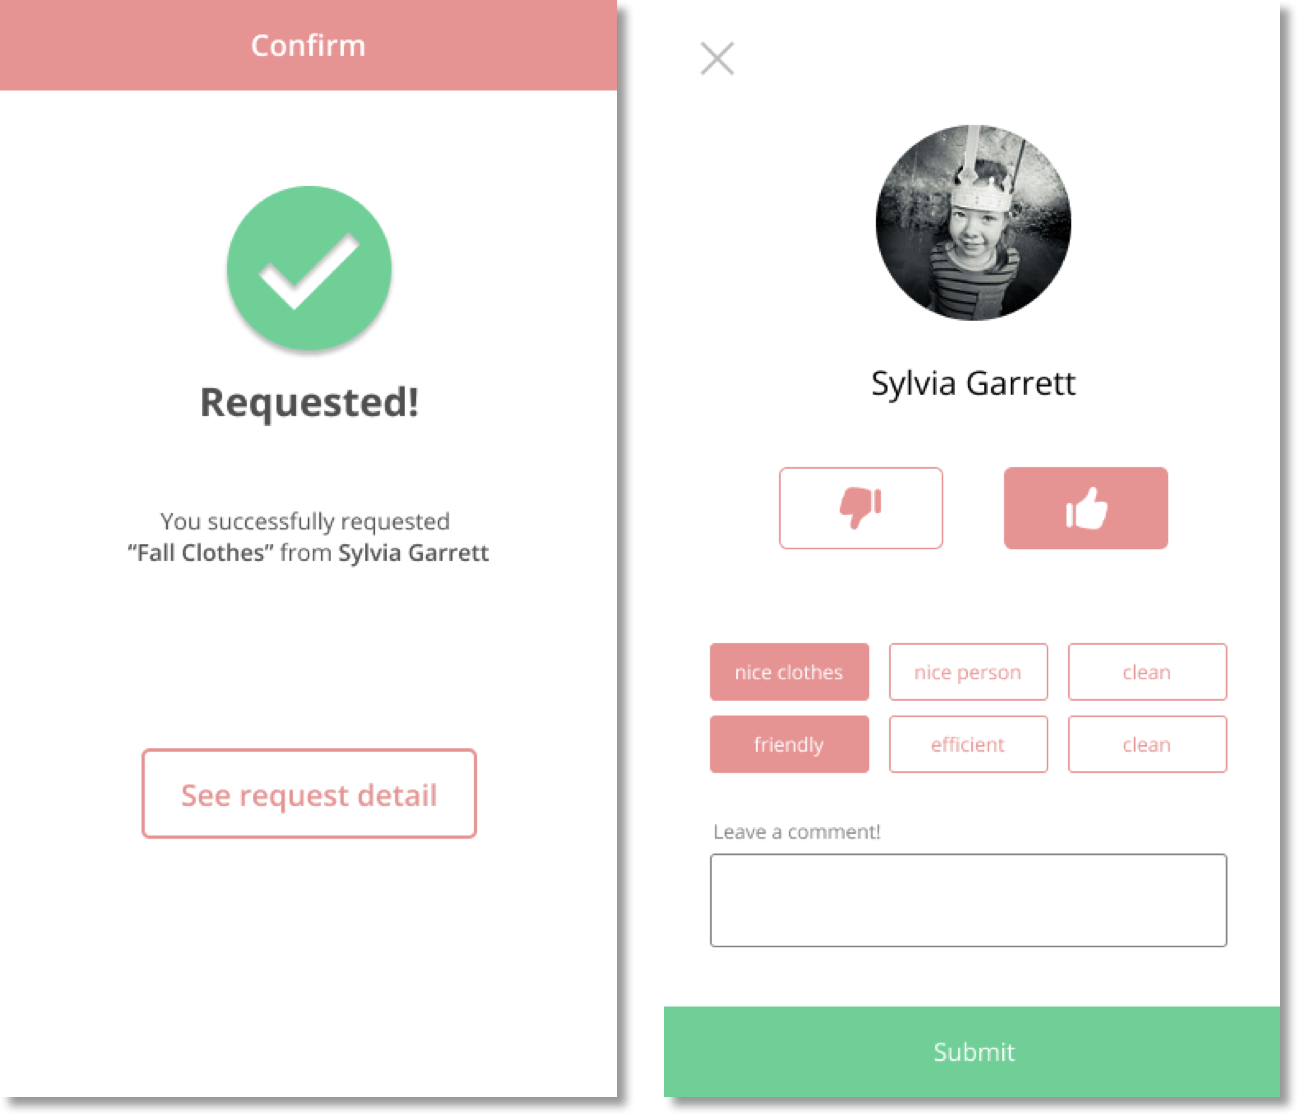 Confirm
Requested!
You successfully requested
“Fall Clothes” from Sylvia Garrett
See request detail
Sylvia Garrett
nice clothes
nice person
clean
friendly
efficient
clean
Leave a comment!
Submit